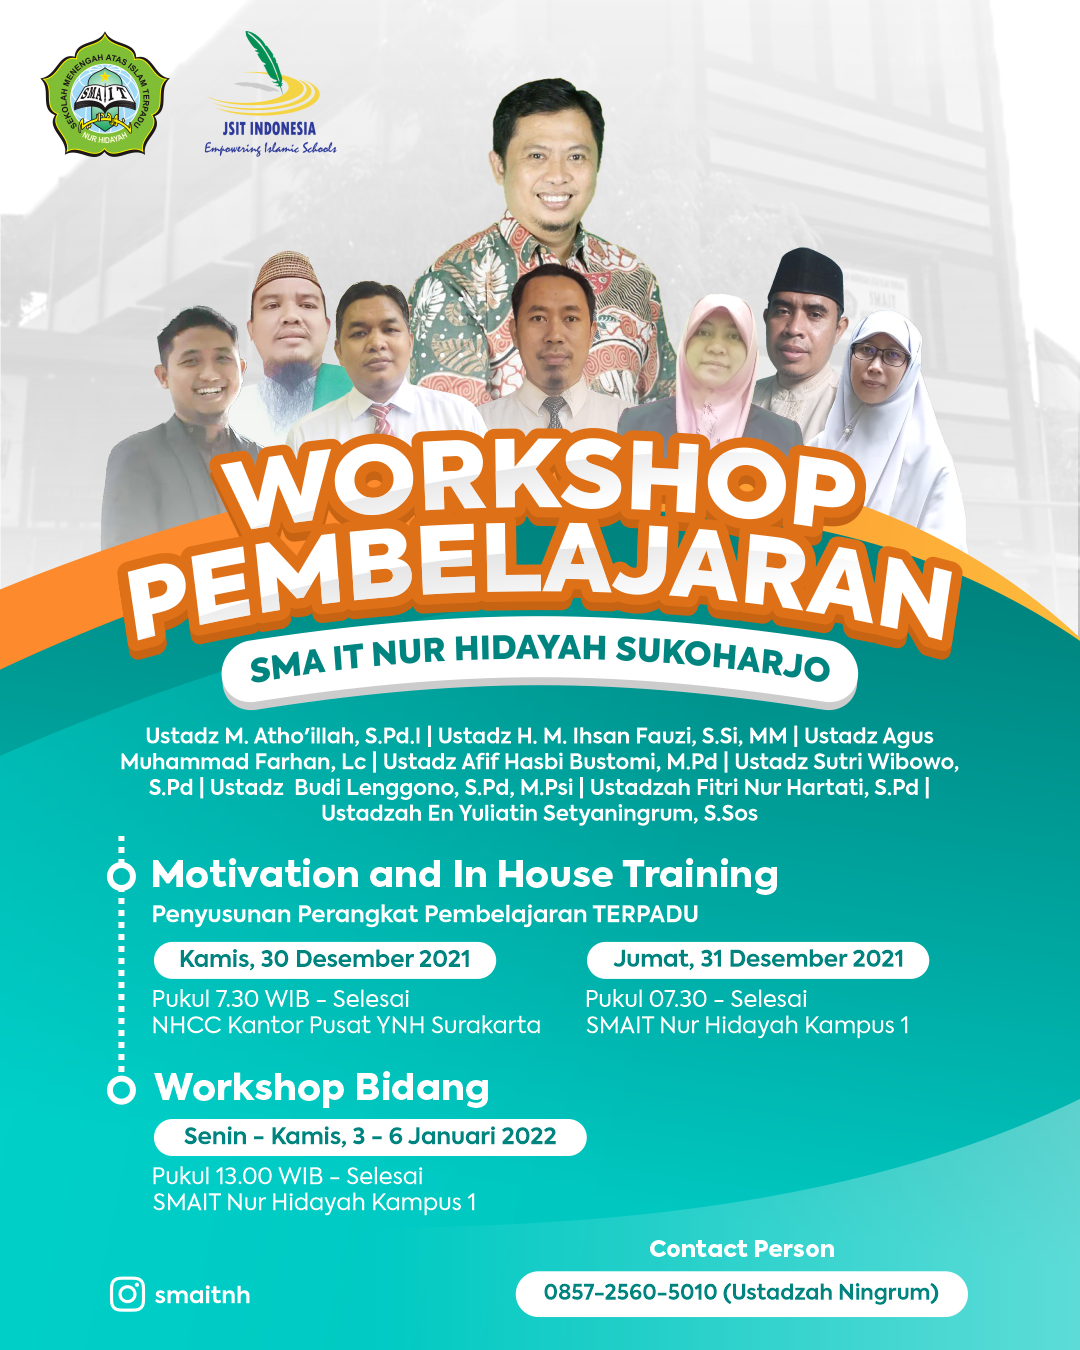 SEKOLAH MENENGAH ATAS ISLAM TERPADU
SMA IT
NUR HIDAYAH
JSIT INDONESIA
Empowering Islamic Schools
WORKSHOP
PEMBELAJARAN
SMA IT NUR HIDAYAH SUKOHARJO
Ustadz M. Atho'illah, S.Pd.I | Ustadz H. M. Ihsan Fauzi, S.Si, MM | Ustadz Agus
Muhammad Farhan, Lc | Ustadz Afif Hasbi Bustomi, M.Pd | Ustadz Sutri Wibowo,
S.Pd | Ustadz Budi Lenggono, S.Pd, M.Psi | Ustadzah Fitri Nur Hartati, S.Pd |
Ustadzah En Yuliatin Setyaningrum, S.Sos
Motivation and In House Training
Penyusunan Perangkat Pembelajaran TERPADU
Kamis, 30 Desember 2021
Pukul 7.30 WIB - Selesai
NHCC Kantor Pusat YNH Surakarta
Jumat, 31 Desember 2021
Pukul 07.30 - Selesai
SMAIT Nur Hidayah Kampus 1
Workshop Bidang
Senin - Kamis, 3 - 6 Januari 2022
Pukul 13.00 WIB - Selesai
SMAIT Nur Hidayah Kampus 1
Contact Person
0857-2560-5010 (Ustadzah Ningrum)
smaitnh